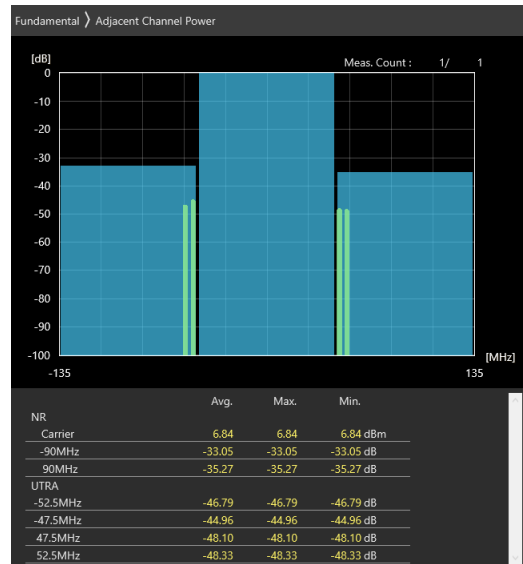 Fundamental 〉 Adjacent Channel Power
[dB]
Meas. Count : 1/ 1
0
-10
-20
-30
-40
-50
-60
-70
-80
-90
-100
[MHz]
-135 135
Avg. Max. Min.
NR
Carrier 6.84 6.84 6.84 dBm
-90MHz -33.05 -33.05 -33.05 dB
90MHz -35.27 -35.27 -35.27 dB
UTRA
-52.5MHz -46.79 -46.79 -46.79 dB
-47.5MHz -44.96 -44.96 -44.96 dB
47.5MHz -48.10 -48.10 -48.10 dB
52.5MHz -48.33 -48.33 -48.33 dB